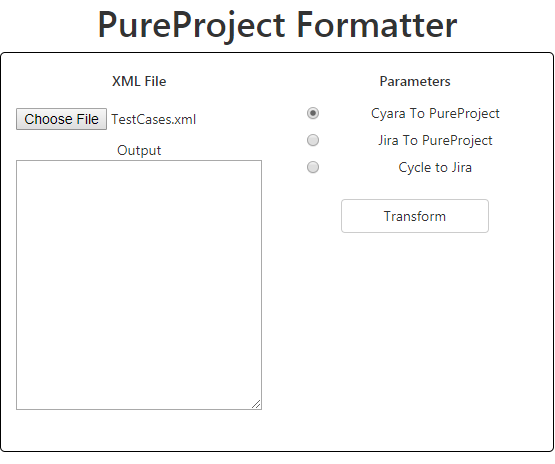 PureProject Formatter
XML File
Choose File TestCases.xml
Output
Parameters
Cyara To PureProject
Jira To PureProject
Cycle to Jira
Transform